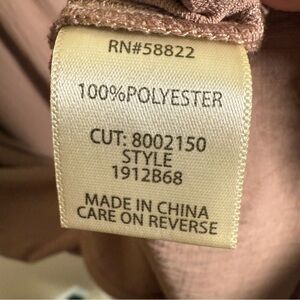 RN#58822
100%POLYESTER
CUT: 8002150
STYLE
1912B68
MADE IN CHINA
CARE ON REVERSE